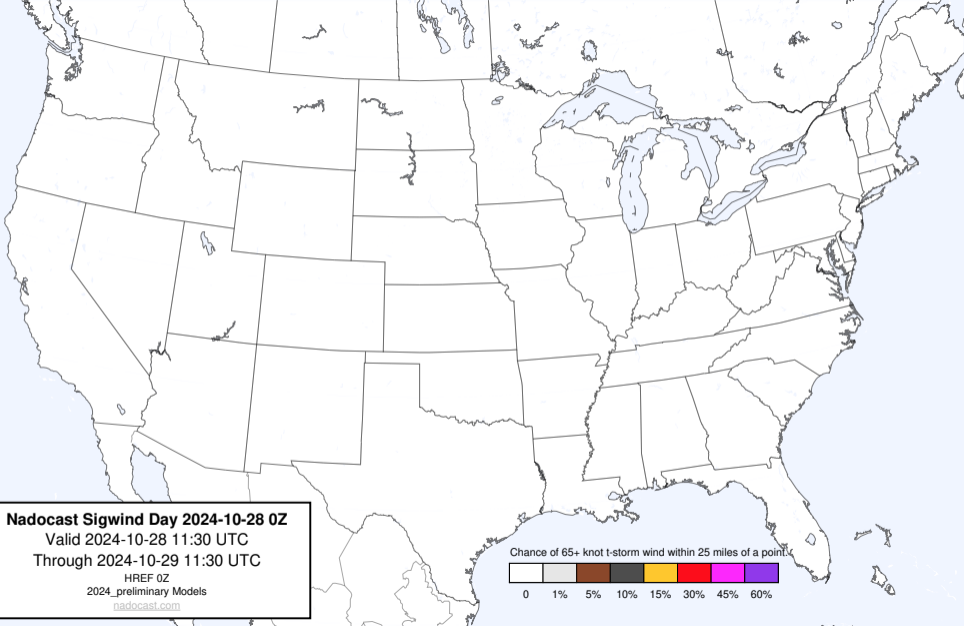 Nadocast Sigwind Day 2024-10-28 0Z
Valid 2024-10-28 11:30 UTC
Through 2024-10-29 11:30 UTC
HREF 0Z
2024_preliminary Models
nadocast.com
Chance of 65+ knot t-storm wind within 25 miles of a point.
0 1% 5% 10% 15% 30% 45% 60%